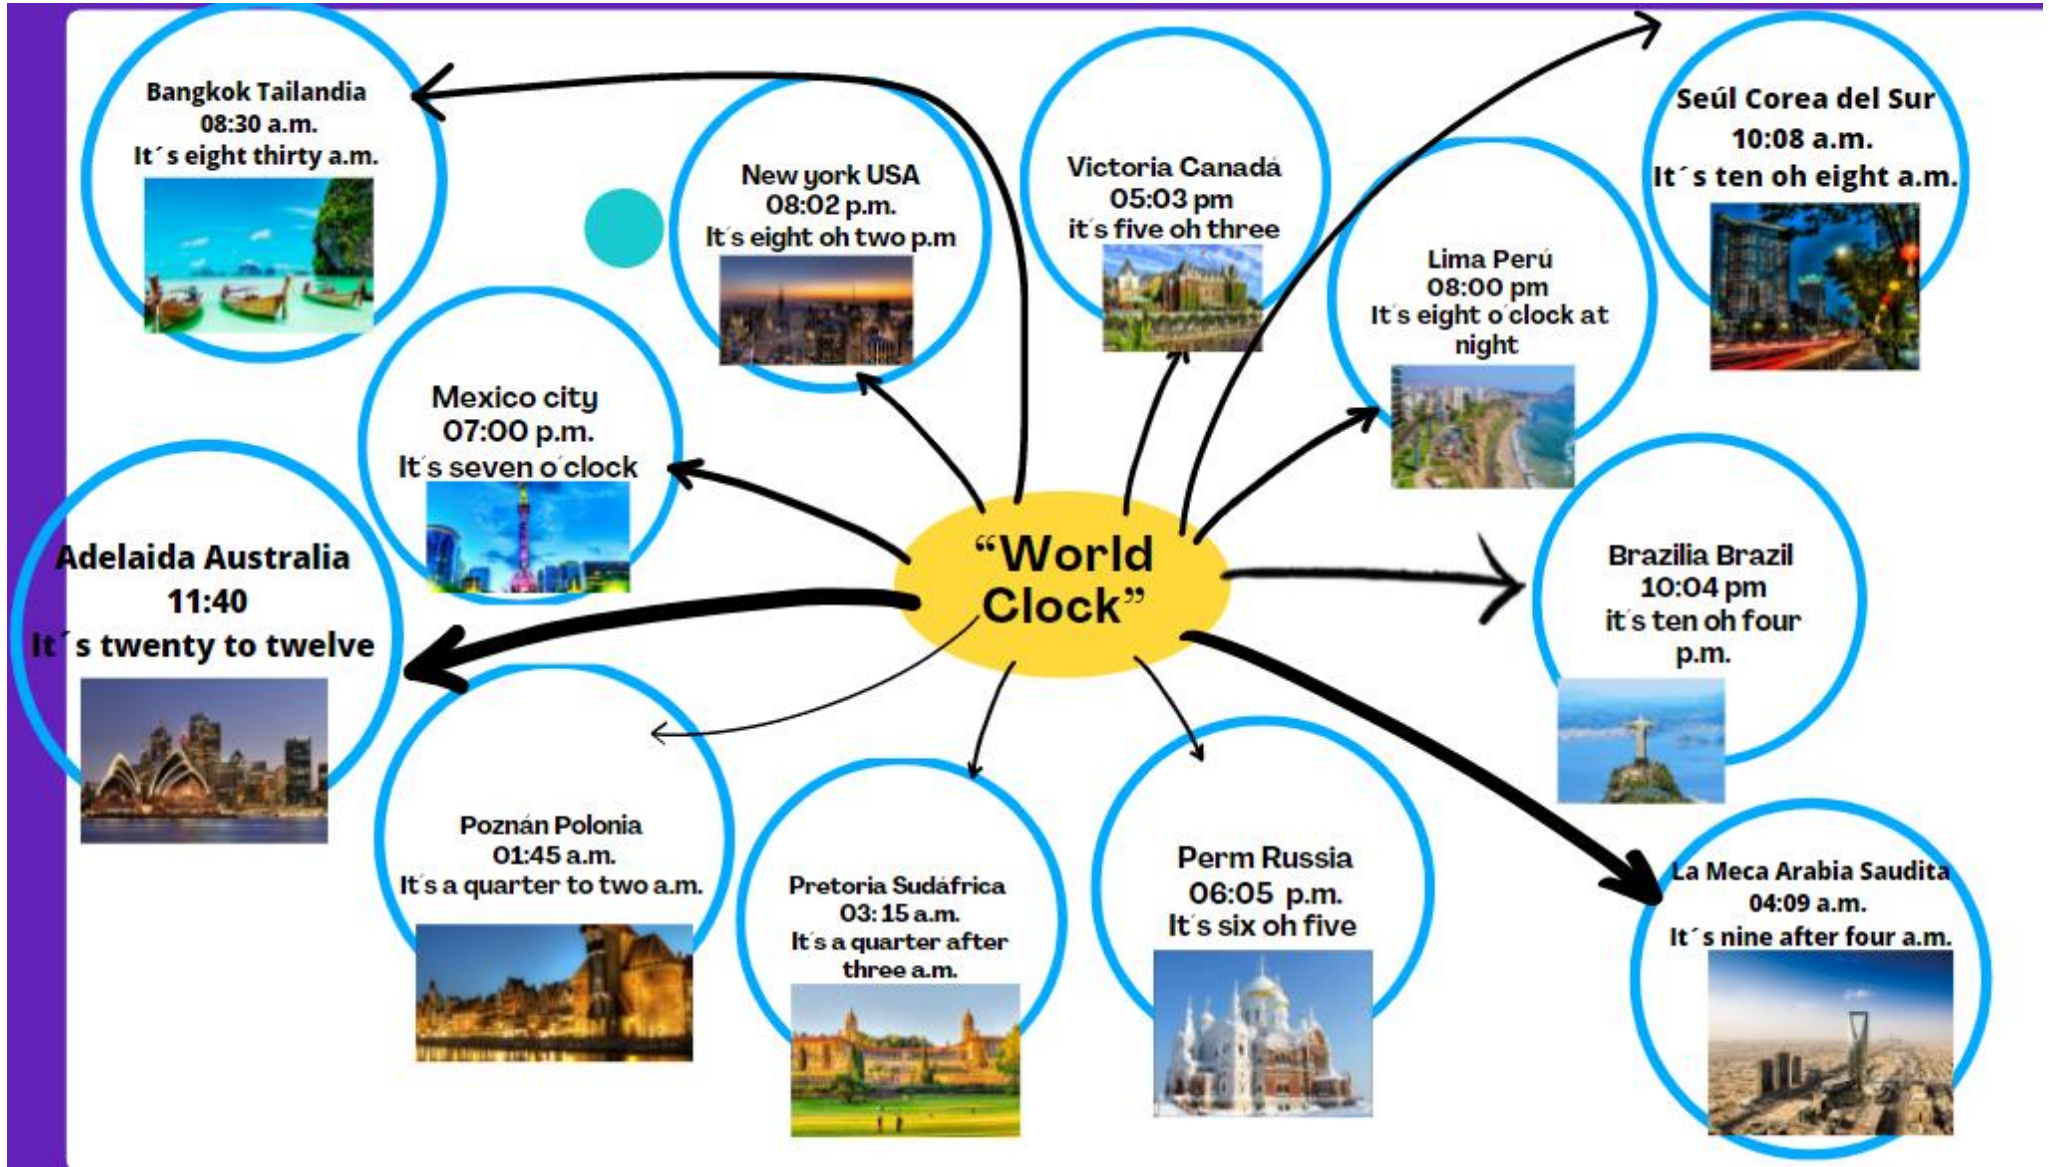 Bangkok Tailandia
08:30 a.m.
It´s eight thirty a.m.
New york USA
08:02 p.m.
It´s eight oh two p.m
Victoria Canadá
05:03 pm
it´s five oh three
Lima Perú
08:00 pm
It´s eight o´clock at
night
Seúl Corea del Sur
10:08 a.m.
It´s ten oh eight a.m.
Mexico city
07:00 p.m.
It´s seven o´clock
Adelaida Australia
11:40
It´s twenty to twelve
“World
Clock”
Brazilia Brazil
10:04 pm
it´s ten oh four
p.m.
Poznán Polonia
01:45 a.m.
It´s a quarter to two a.m.
Pretoria Sudáfrica
03:15 a.m.
It´s a quarter after
three a.m.
Perm Russia
06:05 p.m.
It´s six oh five
La Meca Arabia Saudita
04:09 a.m.
It´s nine after four a.m.